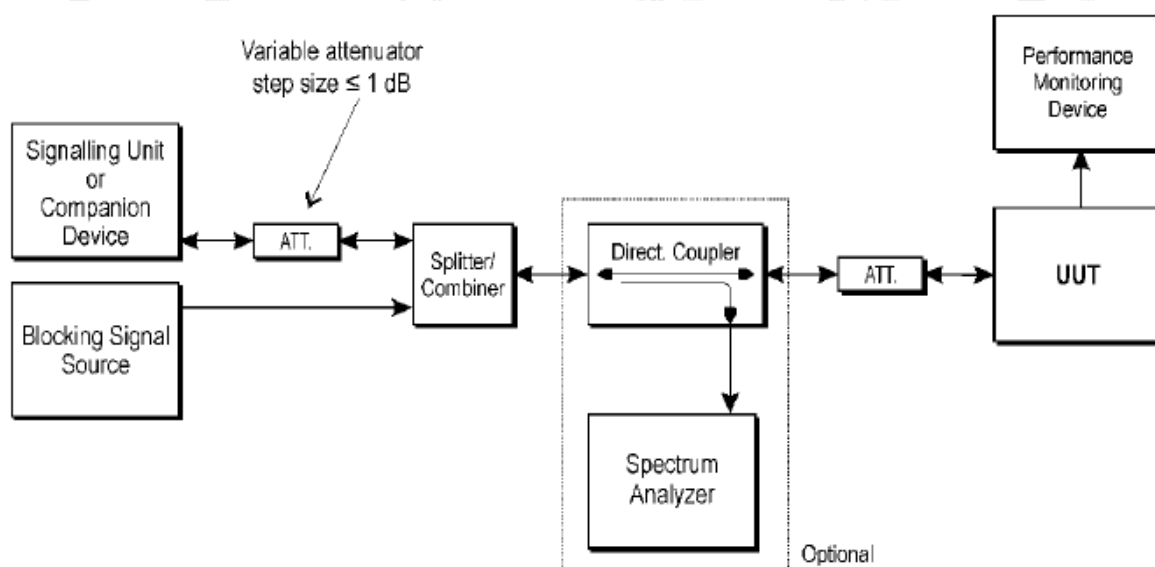 Variable attenuator
step size ≤ 1 dB
Performance
Monitoring
Device
Signalling Unit
or
Companion
Device
ATT.
Splitter/
Combiner
Direct. Coupler
ATT.
UUT
Blocking Signal
Source
Spectrum
Analyzer
Optional